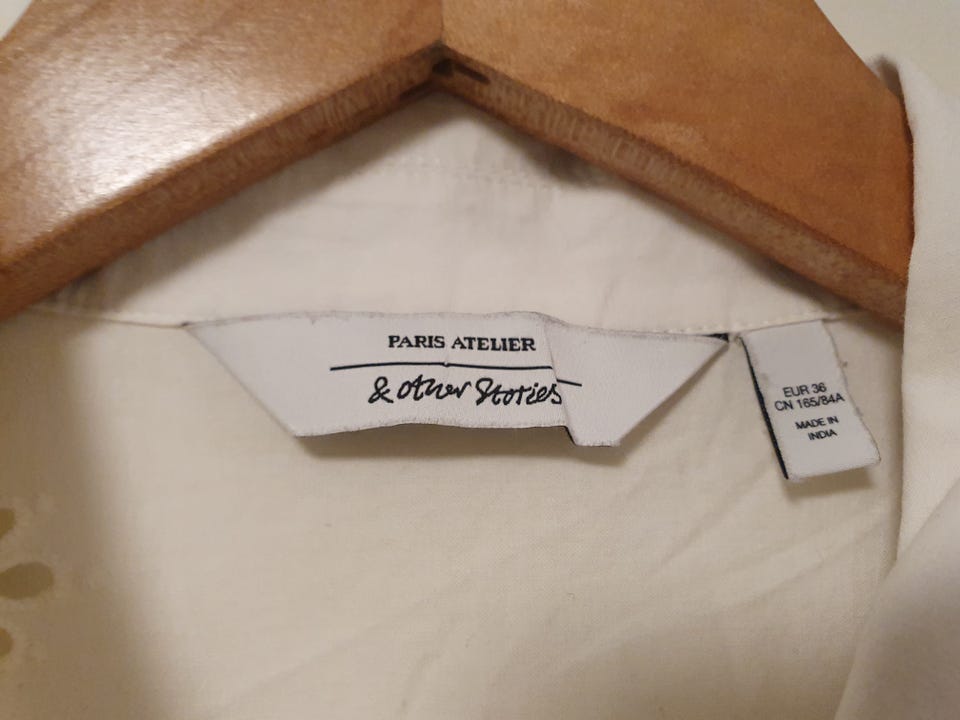 PARIS ATELIER
& other Stories
EUR 36
CN 165/84A
MADE IN
INDIA